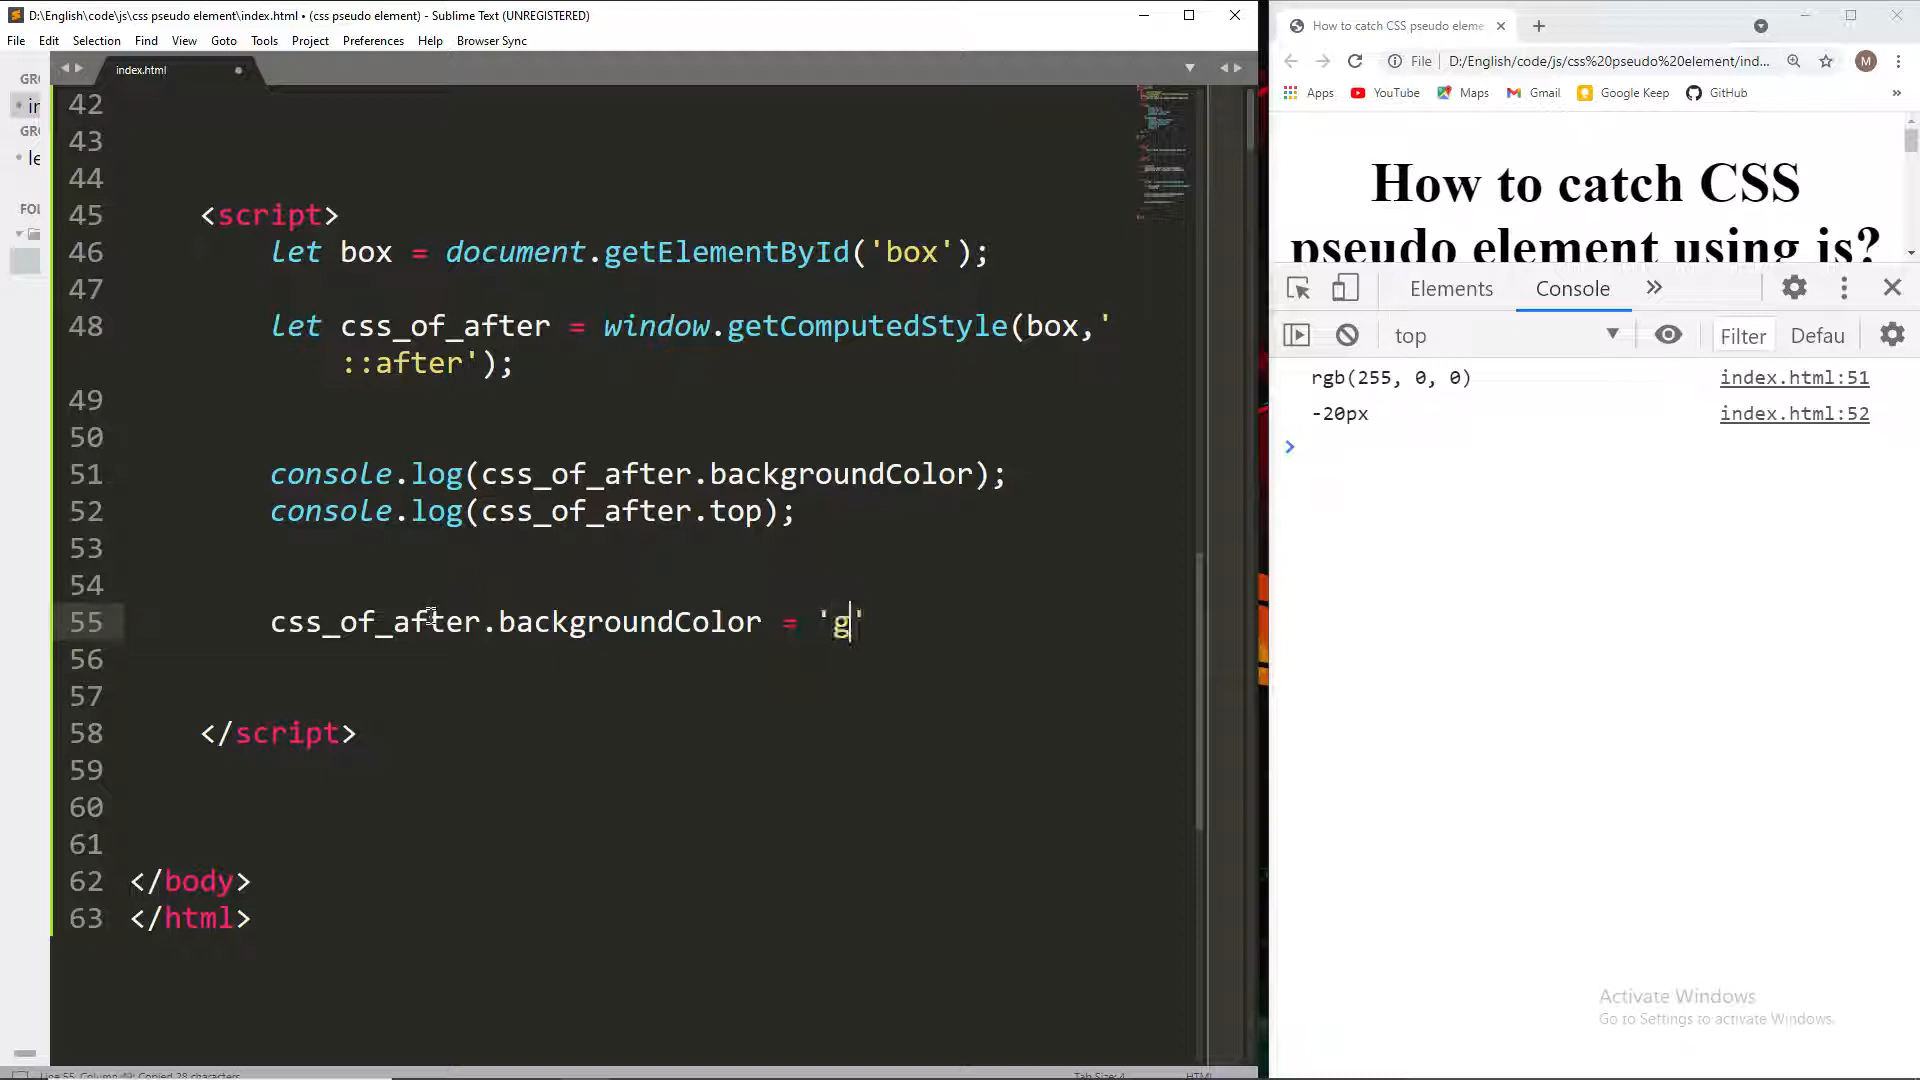 D:\English\code\js\css pseudo element\index.html • (css pseudo element) - Sublime Text (UNREGISTERED)
File Edit Selection Find View Goto Tools Project Preferences Help Browser Sync
index.html
42
43
44
45 <script>
46 let box = document.getElementById('box');
47
48 let css_of_after = window.getComputedStyle(box,'
::after');
49
50
51 console.log(css_of_after.backgroundColor);
52 console.log(css_of_after.top);
53
54
55 css_of_after.backgroundColor = 'g'
56
57
58 </script>
59
60
61
62 </body>
63 </html>
How to catch CSS pseudo eleme
File D:/English/code/js/css%20pseudo%20element/ind...
M
Apps YouTube Maps Gmail Google Keep GitHub »
How to catch CSS
pseudo element using js?
Elements Console
top Filter Defau
rgb(255, 0, 0) index.html:51
-20px index.html:52
Activate Windows
Go to Settings to activate Windows.